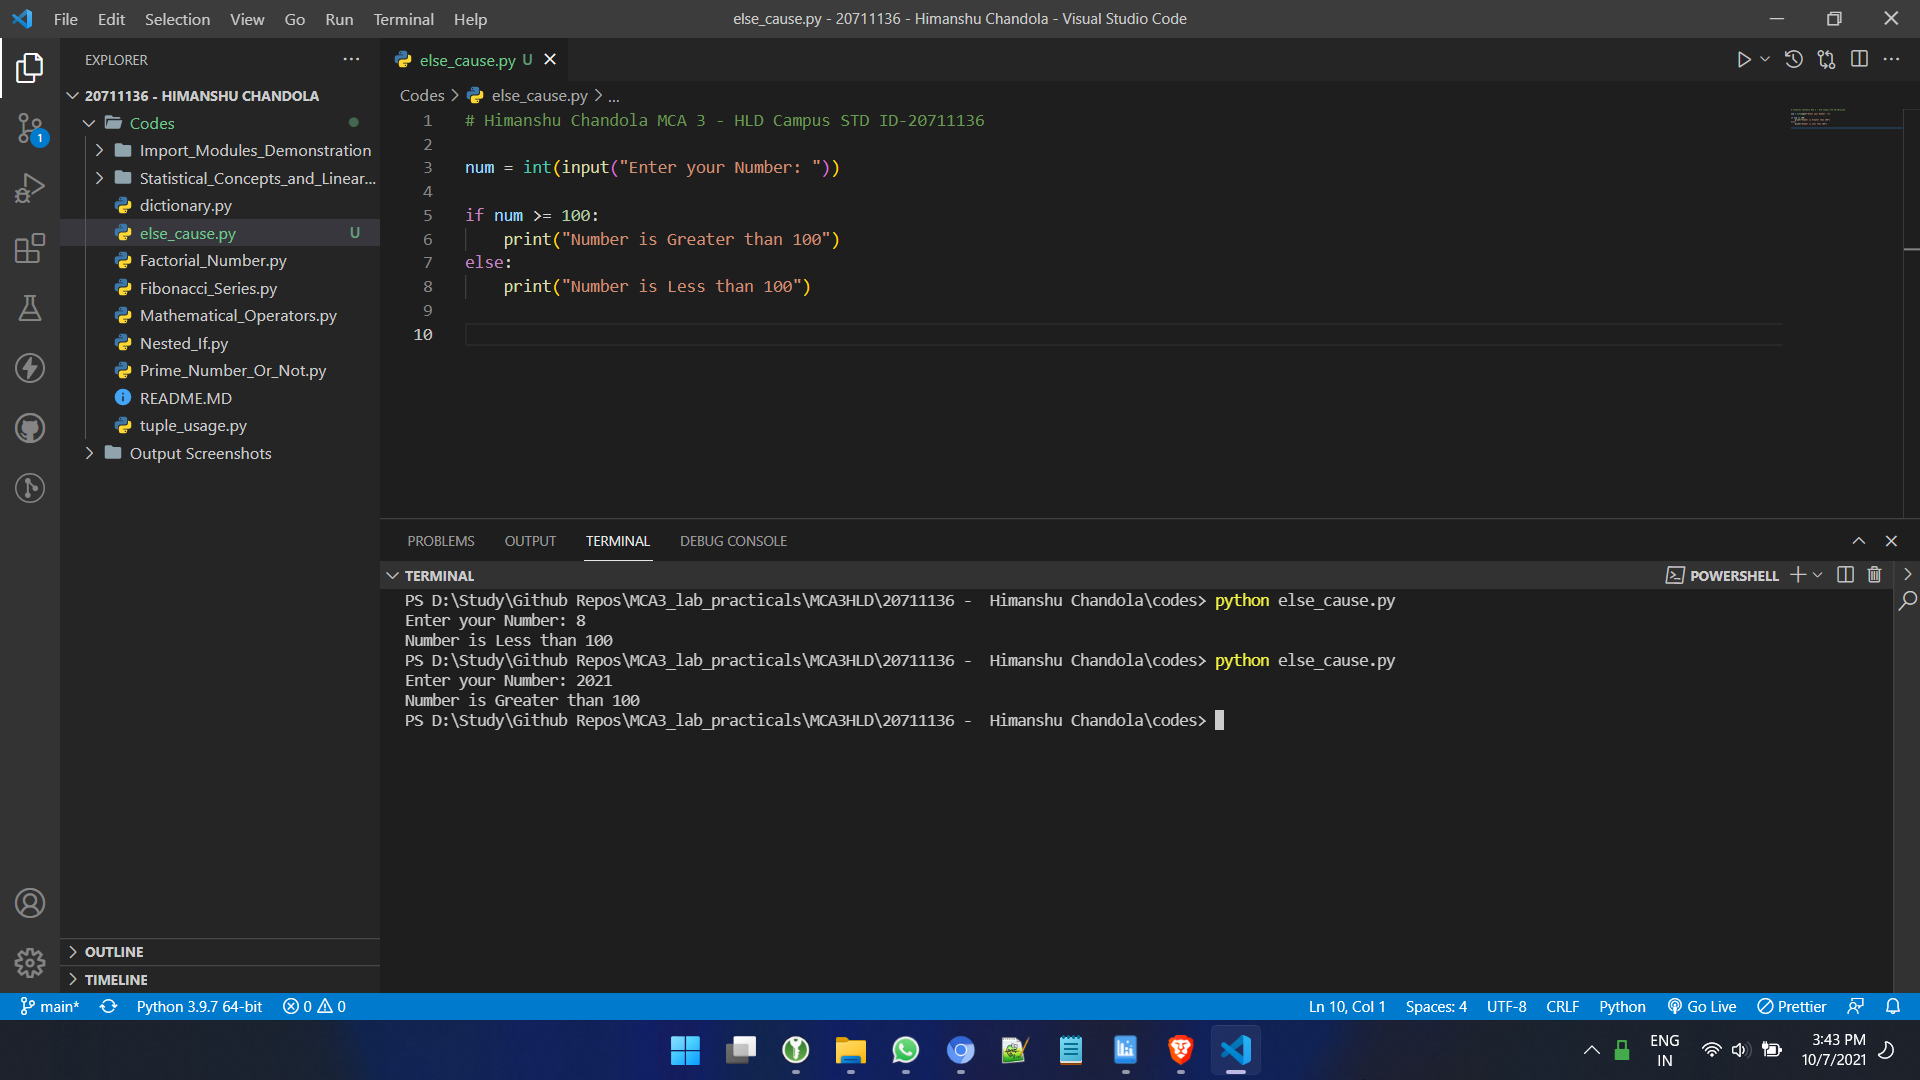 File Edit Selection View Go Run Terminal Help
else_cause.py - 20711136 - Himanshu Chandola - Visual Studio Code
EXPLORER
20711136 - HIMANSHU CHANDOLA
Codes
Import_Modules_Demonstration
Statistical_Concepts_and_Linear...
dictionary.py
else_cause.py U
Factorial_Number.py
Fibonacci_Series.py
Mathematical_Operators.py
Nested_If.py
Prime_Number_Or_Not.py
README.MD
tuple_usage.py
Output Screenshots
OUTLINE
TIMELINE
1
else_cause.py U
Codes > else_cause.py > ...
1 # Himanshu Chandola MCA 3 - HLD Campus STD ID-20711136
2
3 num = int(input("Enter your Number: "))
4
5 if num >= 100:
6 print("Number is Greater than 100")
7 else:
8 print("Number is Less than 100")
9
10
PROBLEMS OUTPUT TERMINAL DEBUG CONSOLE
TERMINAL
POWERSHELL
PS D:\Study\Github Repos\MCA3_lab_practicals\MCA3HLD\20711136 -  Himanshu Chandola\codes> python else_cause.py
Enter your Number: 8
Number is Less than 100
PS D:\Study\Github Repos\MCA3_lab_practicals\MCA3HLD\20711136 -  Himanshu Chandola\codes> python else_cause.py
Enter your Number: 2021
Number is Greater than 100
PS D:\Study\Github Repos\MCA3_lab_practicals\MCA3HLD\20711136 -  Himanshu Chandola\codes>
main* Python 3.9.7 64-bit 0 0
Ln 10, Col 1 Spaces: 4 UTF-8 CRLF Python Go Live Prettier
ENG
IN
3:43 PM
10/7/2021